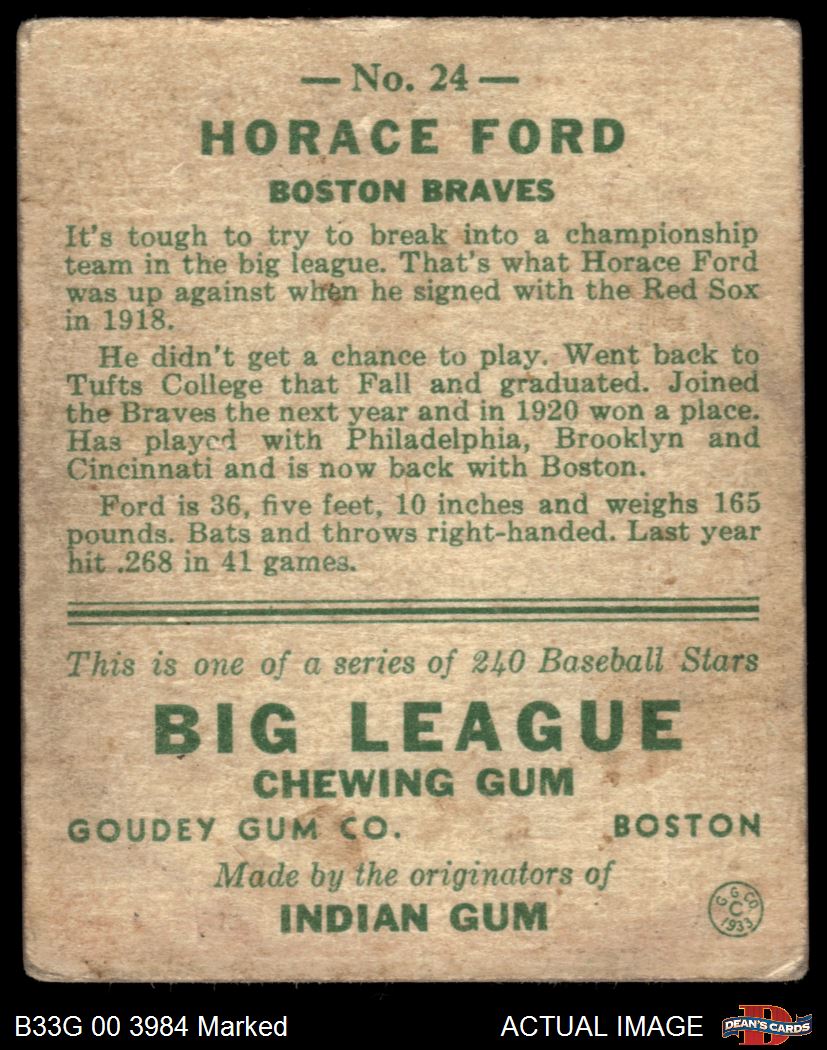 — No. 24 —
HORACE FORD
BOSTON BRAVES
It's tough to try to break into a championship
team in the big league. That's what Horace Ford
was up against when he signed with the Red Sox
in 1918.
He didn't get a chance to play. Went back to
Tufts College that Fall and graduated. Joined
the Braves the next year and in 1920 won a place.
Has played with Philadelphia, Brooklyn and
Cincinnati and is now back with Boston.
Ford is 36, five feet, 10 inches and weighs 165
pounds. Bats and throws right-handed. Last year
hit .268 in 41 games.
This is one of a series of 240 Baseball Stars
BIG LEAGUE
CHEWING GUM
GOUDEY GUM CO. BOSTON
Made by the originators of
INDIAN GUM
G. G. CO
C
1933
B33G 00 3984 Marked ACTUAL IMAGE
D
DEAN'S CARDS